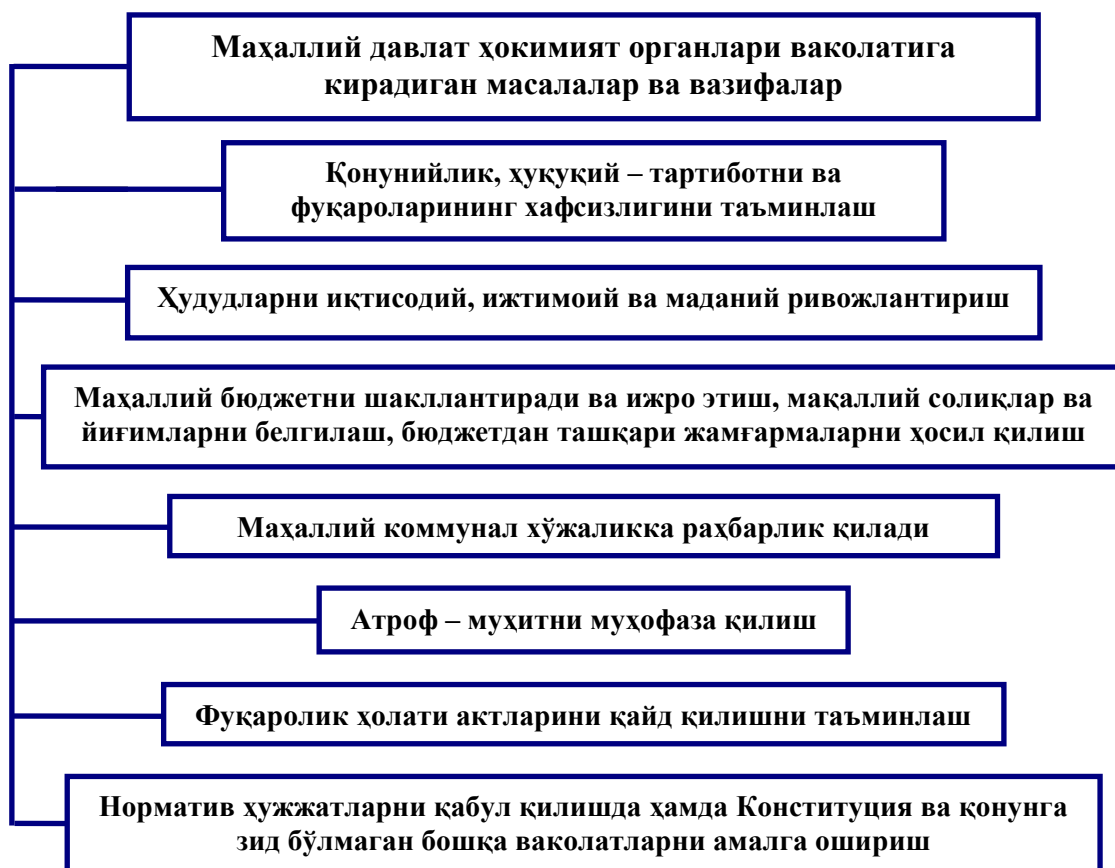 Маҳаллий давлат ҳокимият органлари ваколатига
кирадиган масалалар ва вазифалар
Қонунийлик, ҳуқуқий – тартиботни ва
фуқароларининг хафсизлигини таъминлаш
Ҳудудларни иқтисодий, ижтимоий ва маданий ривожлантириш
Маҳаллий бюджетни шакллантиради ва ижро этиш, мақаллий солиқлар ва
йиғимларни белгилаш, бюджетдан ташқари жамғармаларни ҳосил қилиш
Маҳаллий коммунал хўжаликка раҳбарлик қилади
Атроф – муҳитни муҳофаза қилиш
Фуқаролик ҳолати актларини қайд қилишни таъминлаш
Норматив ҳужжатларни қабул қилишда ҳамда Конституция ва қонунга
зид бўлмаган бошқа ваколатларни амалга ошириш